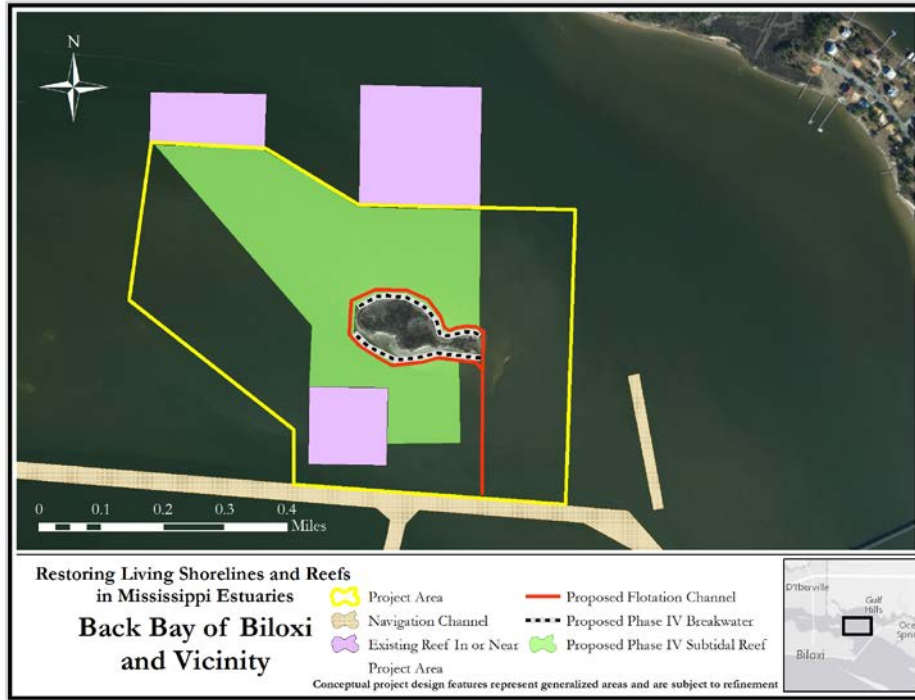 N
0 0.1 0.2 0.3 0.4
Miles
Restoring Living Shorelines and Reefs
in Mississippi Estuaries
Back Bay of Biloxi
and Vicinity
Project Area
Navigation Channel
Existing Reef In or Near
Project Area
Proposed Flotation Channel
Proposed Phase IV Breakwater
Proposed Phase IV Subtidal Reef
Conceptual project design features represent generalized areas and are subject to refinement
D'Iberville
Gulf
Hills
Oce
Sprin
Biloxi